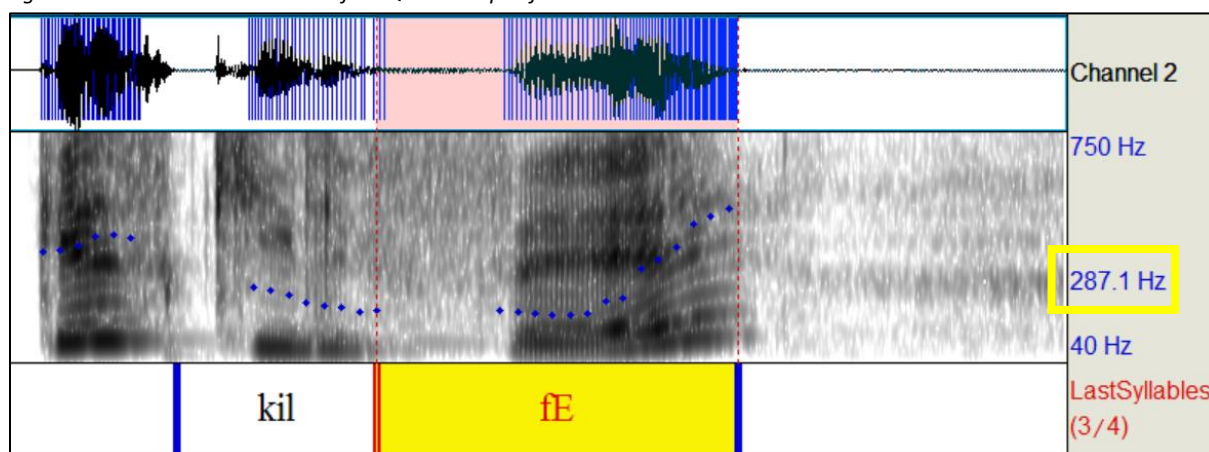 Channel 2
750 Hz
287.1 Hz
40 Hz
kil
fE
LastSyllables
(3/4)